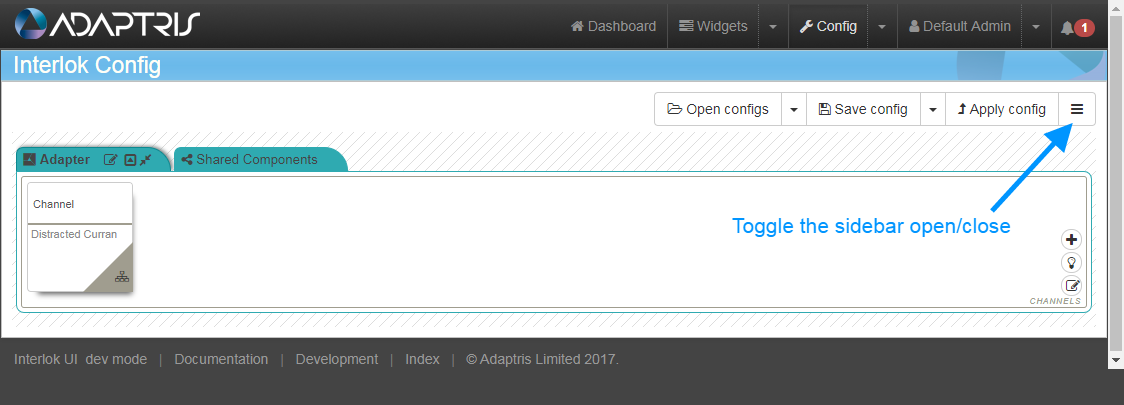 ADAPTRIS
Dashboard Widgets Config Default Admin 1
Interlok Config
Open configs Save config Apply config
Adapter Shared Components
Channel
Distracted Curran
Toggle the sidebar open/close
CHANNELS
Interlok UI dev mode | Documentation | Development | Index | © Adaptris Limited 2017.